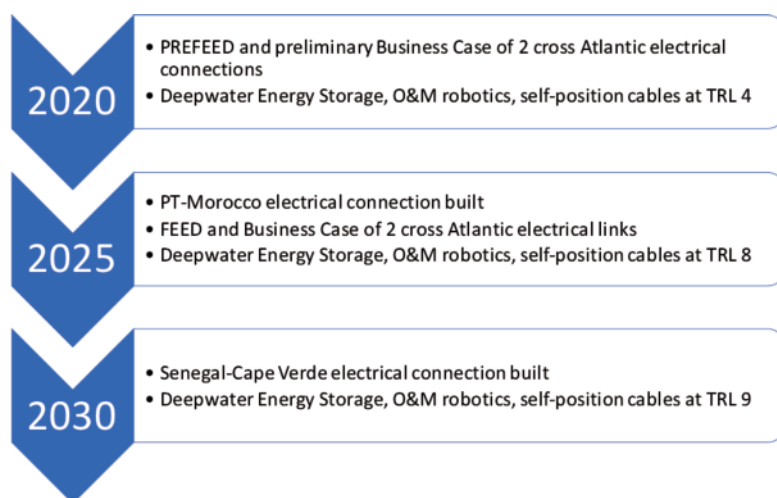 2020
• PREFEED and preliminary Business Case of 2 cross Atlantic electrical
connections
• Deepwater Energy Storage, O&M robotics, self-position cables at TRL 4
2025
• PT-Morocco electrical connection built
• FEED and Business Case of 2 cross Atlantic electrical links
• Deepwater Energy Storage, O&M robotics, self-position cables at TRL 8
2030
• Senegal-Cape Verde electrical connection built
• Deepwater Energy Storage, O&M robotics, self-position cables at TRL 9